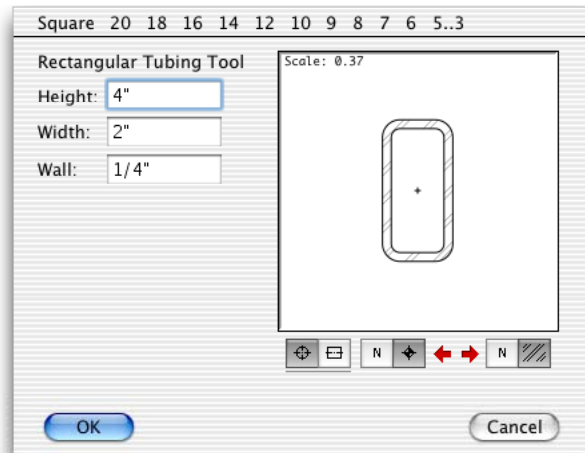 Square 20 18 16 14 12 10 9 8 7 6 5..3
Rectangular Tubing Tool
Scale: 0.37
Height: 4"
Width: 2"
Wall: 1/4"
N N
OK Cancel